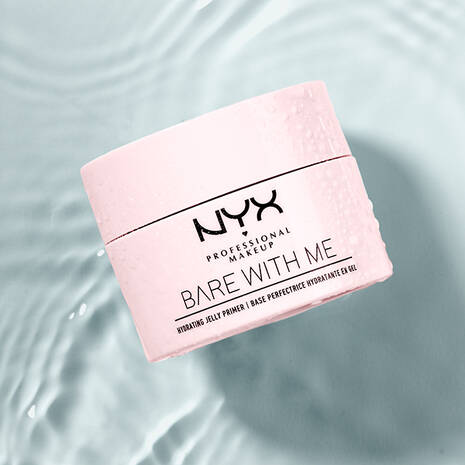 NYX
PROFESSIONAL
MAKEUP
BARE WITH ME
HYDRATING JELLY PRIMER | BASE PERFECTRICE HYDRATANTE EN GEL